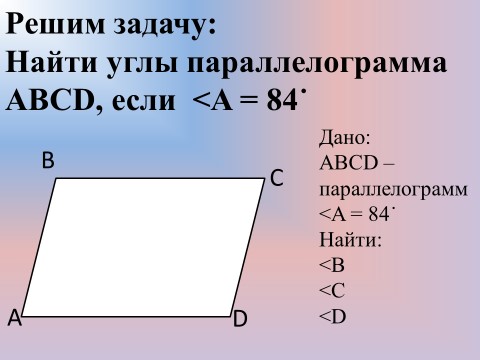 Решим задачу:
Найти углы параллелограмма
ABCD, если <A = 84˙
B
C
A
D
Дано:
ABCD –
параллелограмм
<A = 84˙
Найти:
<B
<C
<D